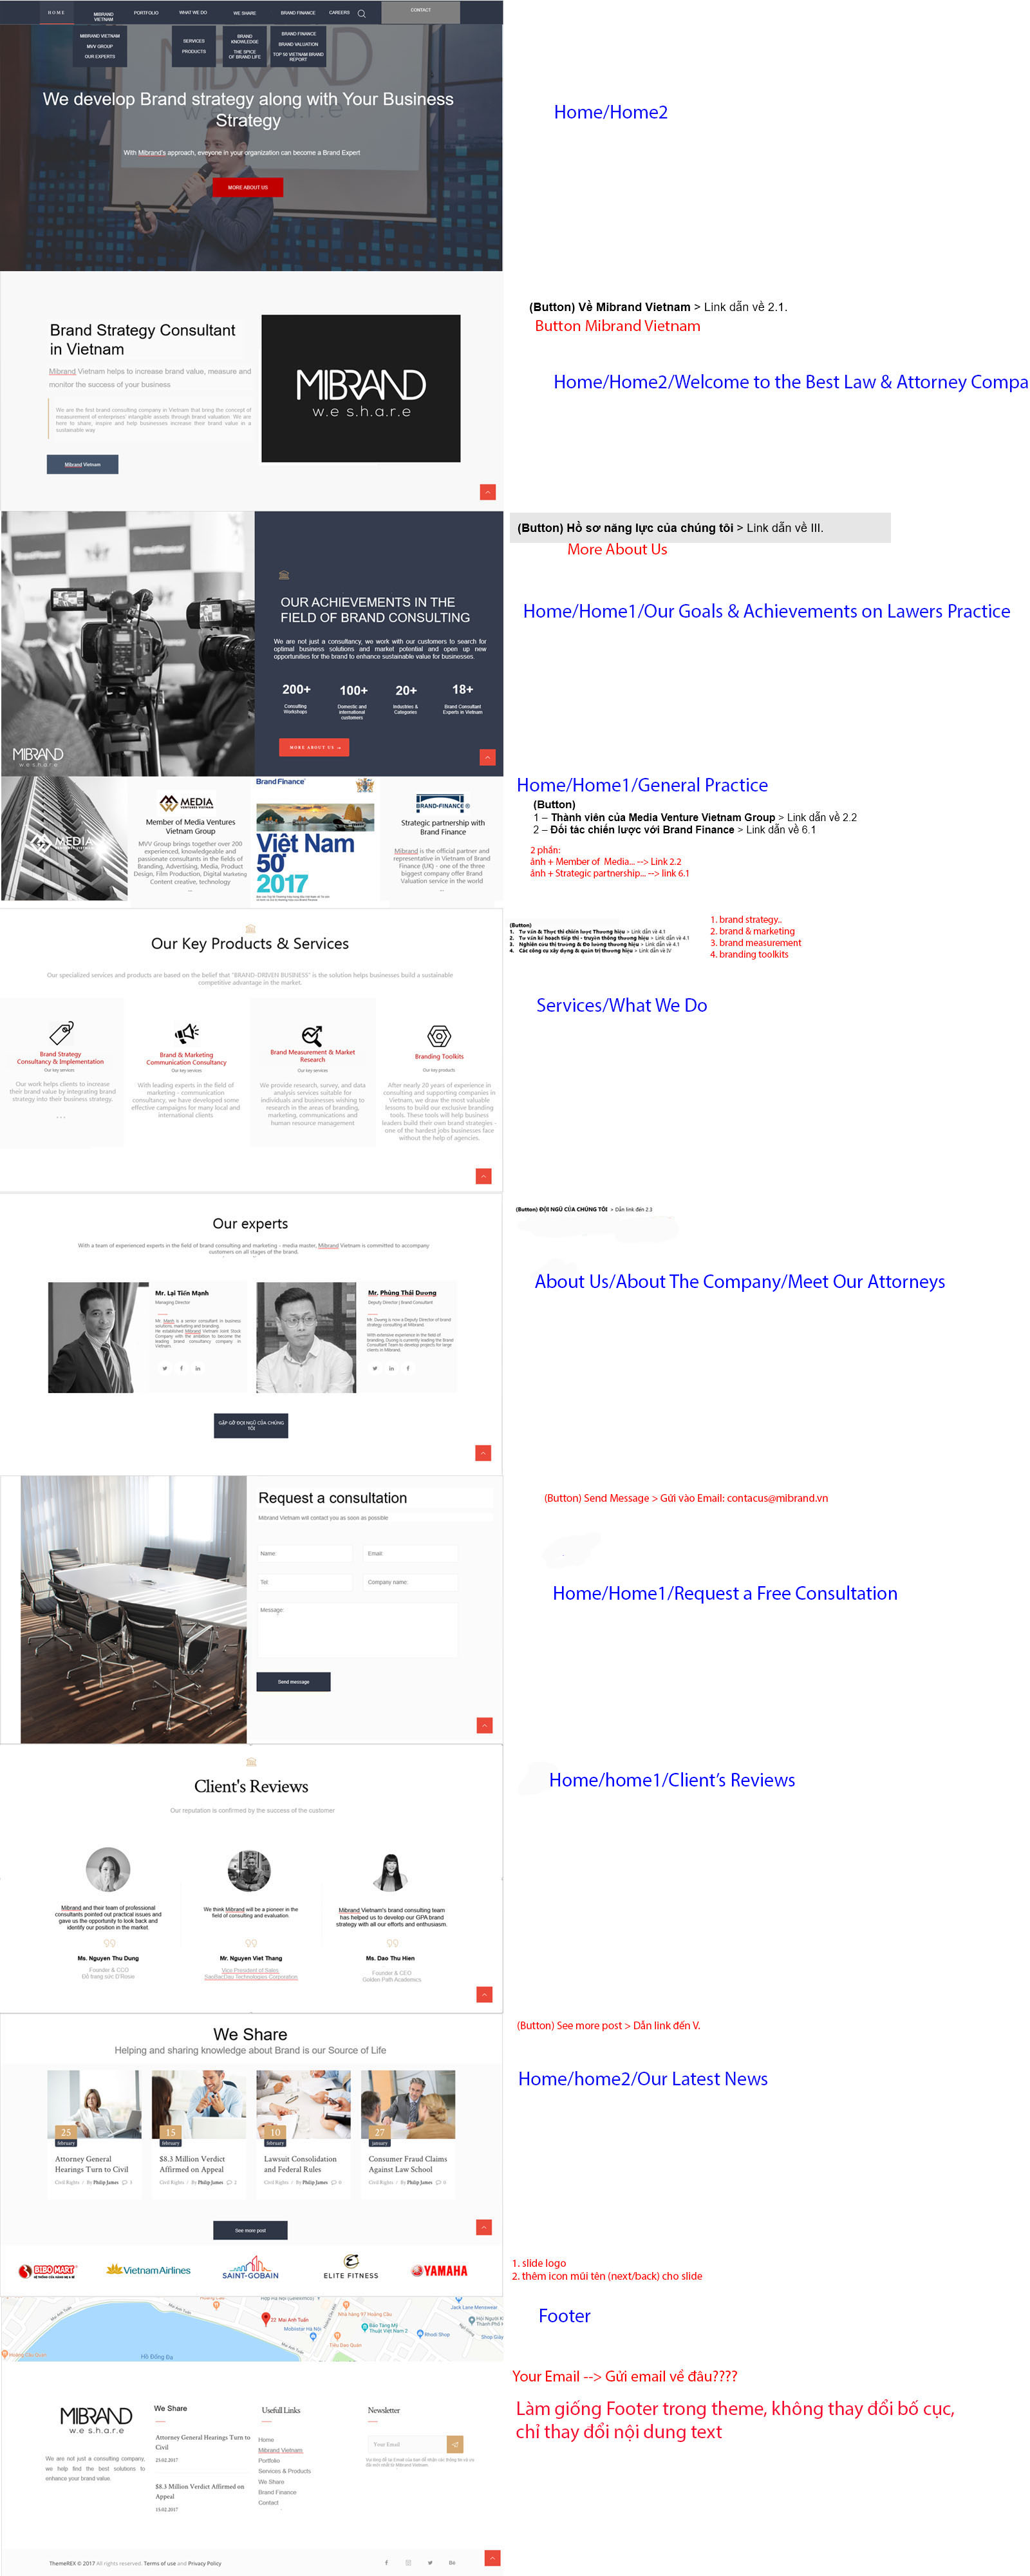 HOME
MIBRAND
VIETNAM
PORTFOLIO
WHAT WE DO
WE SHARE
BRAND FINANCE
CAREERS
CONTACT
MIBRAND VIETNAM
MVV GROUP
OUR EXPERTS
SERVICES
PRODUCTS
BRAND
KNOWLEDGE
THE SPICE
OF BRAND LIFE
BRAND FINANCE
BRAND VALUATION
TOP 50 VIETNAM BRAND
REPORT
We develop Brand strategy along with Your Business
Strategy
With Mibrand's approach, eveyone in your organization can become a Brand Expert
MORE ABOUT US
Home/Home2
Brand Strategy Consultant
in Vietnam
Mibrand Vietnam helps to increase brand value, measure and
monitor the success of your business
We are the first brand consulting company in Vietnam that bring the concept of
measurement of enterprises' intangible assets through brand valuation. We are
here to share, inspire and help businesses increase their brand value in a
sustainable way
Mibrand Vietnam
MIBRAND
w.e s.h.a.r.e
(Button) Về Mibrand Vietnam > Link dẫn về 2.1.
Button Mibrand Vietnam
Home/Home2/Welcome to the Best Law & Attorney Compa
BrandFinance
MIBRAND
w e s h a r e
OUR ACHIEVEMENTS IN THE
FIELD OF BRAND CONSULTING
We are not just a consultancy, we work with our customers to search for
optimal business solutions and market potential and open up new
opportunities for the brand to enhance sustainable value for businesses.
200+
100+
20+
18+
Consulting
Workshops
Domestic and
international
customers
Industries &
Categories
Brand Consultant
Experts in Vietnam
MORE ABOUT US →
(Button) Hồ sơ năng lực của chúng tôi > Link dẫn về III.
More About Us
Home/Home1/Our Goals & Achievements on Lawers Practice
MEDIA
MEDIA
VENTURES VIETNAM
Member of Media Ventures
Vietnam Group
MVV Group brings together over 200
experienced, knowledgeable and
passionate consultants in the fields of
Branding, Advertising, Media, Product
Design, Film Production, Digital Marketing
Content creative, technology
...
Brand Finance®
Việt Nam
50
2017
BRAND-FINANCE®
Strategic partnership with
Brand Finance
Mibrand is the official partner and
representative in Vietnam of Brand
Finance (UK) - one of the three
biggest company offer Brand
Valuation service in the world
...
Home/Home1/General Practice
(Button)
1 – Thành viên của Media Venture Vietnam Group > Link dẫn về 2.2
2 – Đối tác chiến lược với Brand Finance > Link dẫn về 6.1
2 phần:
ảnh + Member of Media... --> Link 2.2
ảnh + Strategic partnership... --> link 6.1
Our Key Products & Services
Our specialized services and products are based on the belief that "BRAND-DRIVEN BUSINESS" is the solution helps businesses build a sustainable
competitive advantage in the market.
Brand Strategy
Consultancy & Implementation
Our key services
Our work helps clients to increase
their brand value by integrating brand
strategy into their business strategy.
...
Brand & Marketing
Communication Consultancy
Our key services
With leading experts in the field of
marketing - communication
consultancy, we have developed some
effective campaigns for many local and
international clients
Brand Measurement & Market
Research
Our key services
We provide research, survey, and data
analysis services suitable for
individuals and businesses wishing to
research in the areas of branding,
marketing, communications and
human resource management
Branding Toolkits
Our key products
After nearly 20 years of experience in
consulting and supporting companies in
Vietnam, we draw the most valuable
lessons to build our exclusive branding
tools. These tools will help business
leaders build their own brand strategies -
one of the hardest jobs businesses face
without the help of agencies.
(Button)
1. Tư vấn & Thực thi chiến lược Thương hiệu > Link dẫn về 4.1
2. Tư vấn kế hoạch tiếp thị - truyền thông thương hiệu > Link dẫn về 4.1
3. Nghiên cứu thị trường & Đo lường thương hiệu > Link dẫn về 4.1
4. Các công cụ xây dựng & quản trị thương hiệu > Link dẫn về IV
1. brand strategy..
2. brand & marketing
3. brand measurement
4. branding toolkits
Services/What We Do
Our experts
With a team of experienced experts in the field of brand consulting and marketing - media master, Mibrand Vietnam is committed to accompany
customers on all stages of the brand.
Mr. Lại Tiến Mạnh
Managing Director
Mr. Manh is a senior consultant in business
solutions, marketing and branding.
He established Mibrand Vietnam Joint Stock
Company with the ambition to become the
leading brand consultancy company in
Vietnam.
Mr. Phùng Thái Dương
Deputy Director | Brand Consultant
Mr. Duong is now a Deputy Director of brand
strategy consulting at Mibrand.
With extensive experience in the field of
branding, Duong is currently leading the Brand
Consultant Team to develop projects for large
clients in Mibrand.
GẶP GỠ ĐỘI NGŨ CỦA CHÚNG
TÔI
(Button) ĐỘI NGŨ CỦA CHÚNG TÔI > Dẫn link đến 2.3
About Us/About The Company/Meet Our Attorneys
Request a consultation
Mibrand Vietnam will contact you as soon as possible
Name:
Email:
Tel:
Company name:
Message:
Send message
(Button) Send Message > Gửi vào Email: contacus@mibrand.vn
Home/Home1/Request a Free Consultation
Client's Reviews
Our reputation is confirmed by the success of the customer
Mibrand and their team of professional
consultants pointed out practical issues and
gave us the opportunity to look back and
identify our position in the market.
Ms. Nguyen Thu Dung
Founder & CCO
Đồ trang sức D'Rosie
We think Mibrand will be a pioneer in the
field of consulting and evaluation.
Mr. Nguyen Viet Thang
Vice President of Sales
SaoBacDau Technologies Corporation
Mibrand Vietnam's brand consulting team
has helped us to develop our GPA brand
strategy with all our efforts and enthusiasm.
Ms. Dao Thu Hien
Founder & CEO
Golden Path Academics
Home/home1/Client's Reviews
We Share
Helping and sharing knowledge about Brand is our Source of Life
25
february
Attorney General
Hearings Turn to Civil
Civil Rights / By Philip James 3
15
february
$8.3 Million Verdict
Affirmed on Appeal
Civil Rights / By Philip James 2
10
february
Lawsuit Consolidation
and Federal Rules
Civil Rights / By Philip James 0
27
january
Consumer Fraud Claims
Against Law School
Civil Rights / By Philip James 0
See more post
(Button) See more post > Dẫn link đến V.
Home/home2/Our Latest News
BIBO MART
Vietnam Airlines
SAINT-GOBAIN
ELITE FITNESS
YAMAHA
1. slide logo
2. thêm icon mũi tên (next/back) cho slide
Footer
22 Mai Anh Tuấn
Mobistar Hà Nội
Nhà hàng 97 Hoàng Cầu
Bảo Tàng Mỹ
Thuật Việt Nam 2
Jack Lane Menswear
Rhodi Shop
Hồ Đống Đa
Your Email --> Gửi email về đâu????
Làm giống Footer trong theme, không thay đổi bố cục,
chỉ thay đổi nội dung text
MIBRAND
w.e s.h.a.r.e
We are not just a consulting company,
we help find the best solutions to
enhance your brand value.
We Share
Attorney General Hearings Turn to
Civil
25.02.2017
$8.3 Million Verdict Affirmed on
Appeal
15.02.2017
Usefull Links
Home
Mibrand Vietnam
Portfolio
Services & Products
We Share
Brand Finance
Contact
Newsletter
Your Email
ThemeREX © 2017 All rights reserved. Terms of use and Privacy Policy